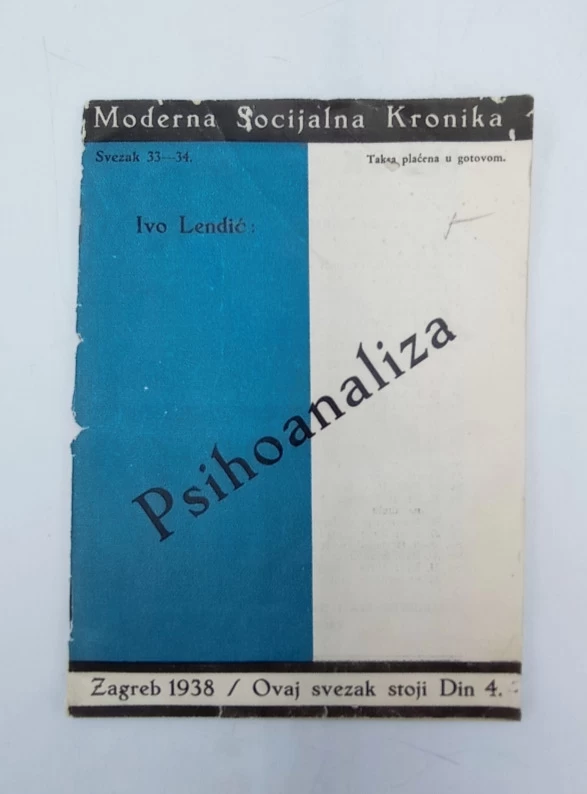 Moderna Socijalna Kronika
Svezak 33—34.
Taksa plaćena u gotovom.
Ivo Lendić:
Psihoanaliza
Zagreb 1938 / Ovaj svezak stoji Din 4.